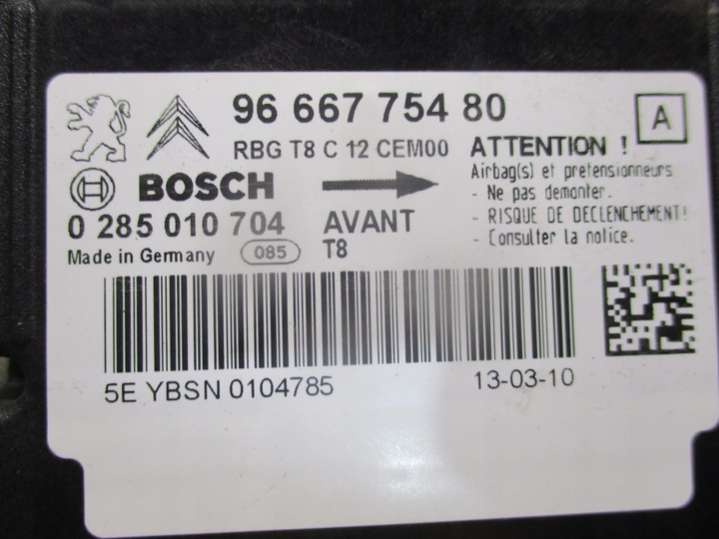 96 667 754 80
A
RBG T8 C 12 CEM00
ATTENTION !
BOSCH
Airbag(s) et pretensionneurs
- Ne pas demonter.
0 285 010 704
AVANT
- RISQUE DE DECLENCHEMENT!
Made in Germany
085
T8
- Consulter la notice.
5E YBSN 0104785
13-03-10